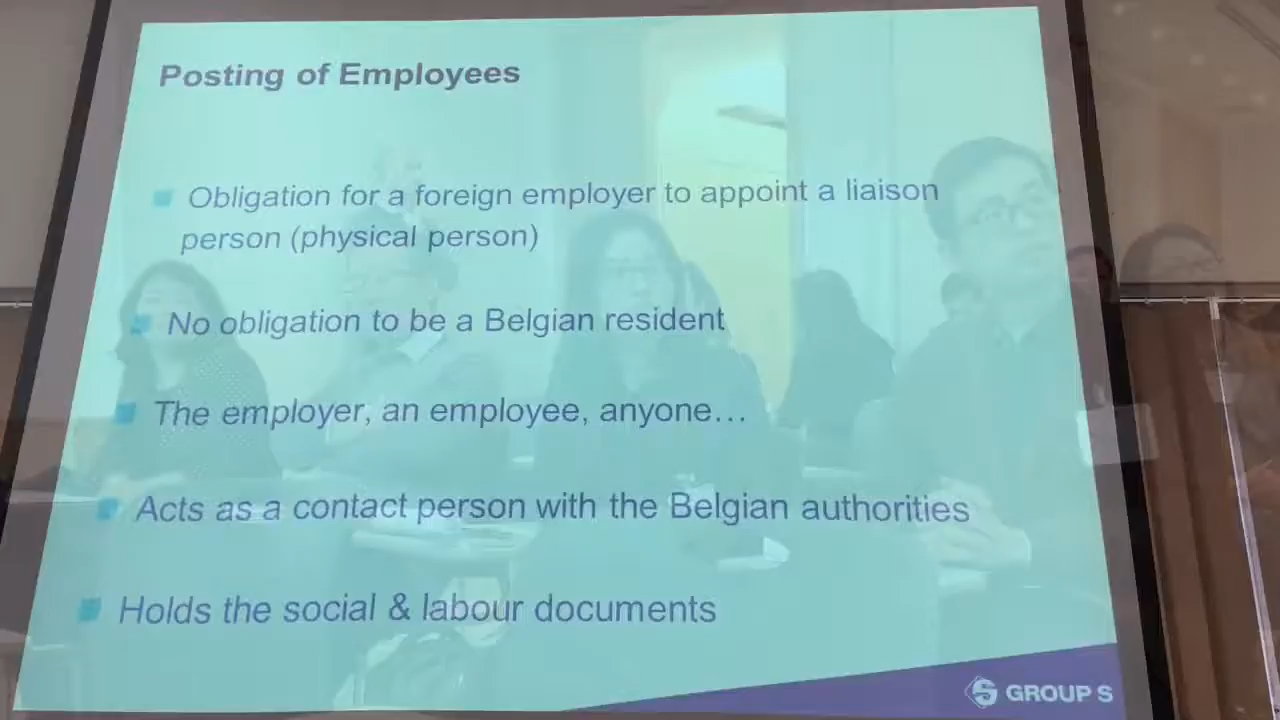 Posting of Employees
Obligation for a foreign employer to appoint a liaison
person (physical person)
No obligation to be a Belgian resident
The employer, an employee, anyone…
Acts as a contact person with the Belgian authorities
Holds the social & labour documents
GROUP S